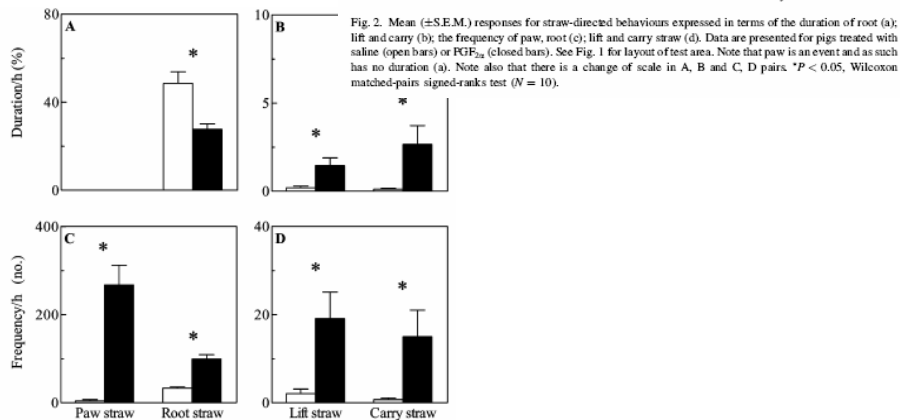 A
B
Fig. 2. Mean (±S.E.M.) responses for straw-directed behaviours expressed in terms of the duration of root (a);
lift and carry (b); the frequency of paw, root (c); lift and carry straw (d). Data are presented for pigs treated with
saline (open bars) or PGF2α (closed bars). See Fig. 1 for layout of test area. Note that paw is an event and as such
has no duration (a). Note also that there is a change of scale in A, B and C, D pairs. *P < 0.05, Wilcoxon
matched-pairs signed-ranks test (N = 10).
Duration/h (%)
80
40
0
*
10
5
0
*
*
C
D
Frequency/h (no.)
400
200
0
*
*
40
20
0
*
*
Paw straw
Root straw
Lift straw
Carry straw